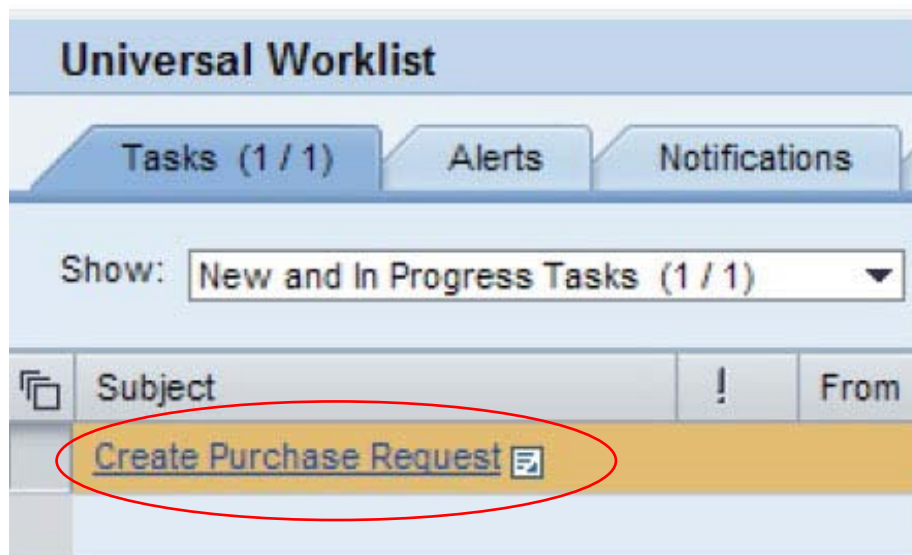 Universal Worklist
Tasks (1 / 1) Alerts Notifications
Show: New and In Progress Tasks (1 / 1)
Subject ! From
Create Purchase Request